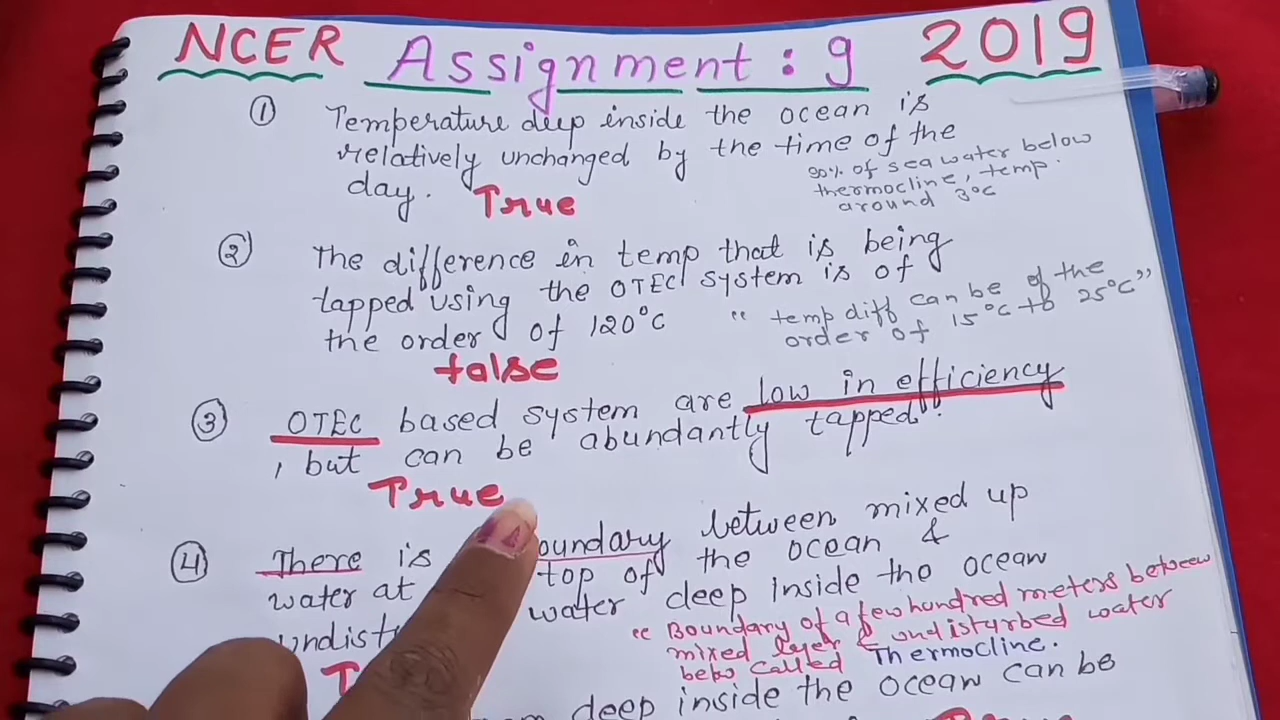 NCER Assignment : 9 2019
① Temperature deep inside the ocean is
relatively unchanged by the time of the
day. True
90% of sea water below
thermocline, temp.
around 3°C
② The difference in temp that is being
tapped using the OTEC system is of
the order of 120°C
false
" temp diff can be of the
order of 15°C to 25°C"
③ OTEC based system are low in efficiency
, but can be abundantly tapped.
True
④ There is oundary between mixed up
water at top of the ocean &
undist water deep inside the ocean
T
" Boundary of a few hundred meters between
mixed layer & undisturbed water
called Thermocline.
deep inside the ocean can be